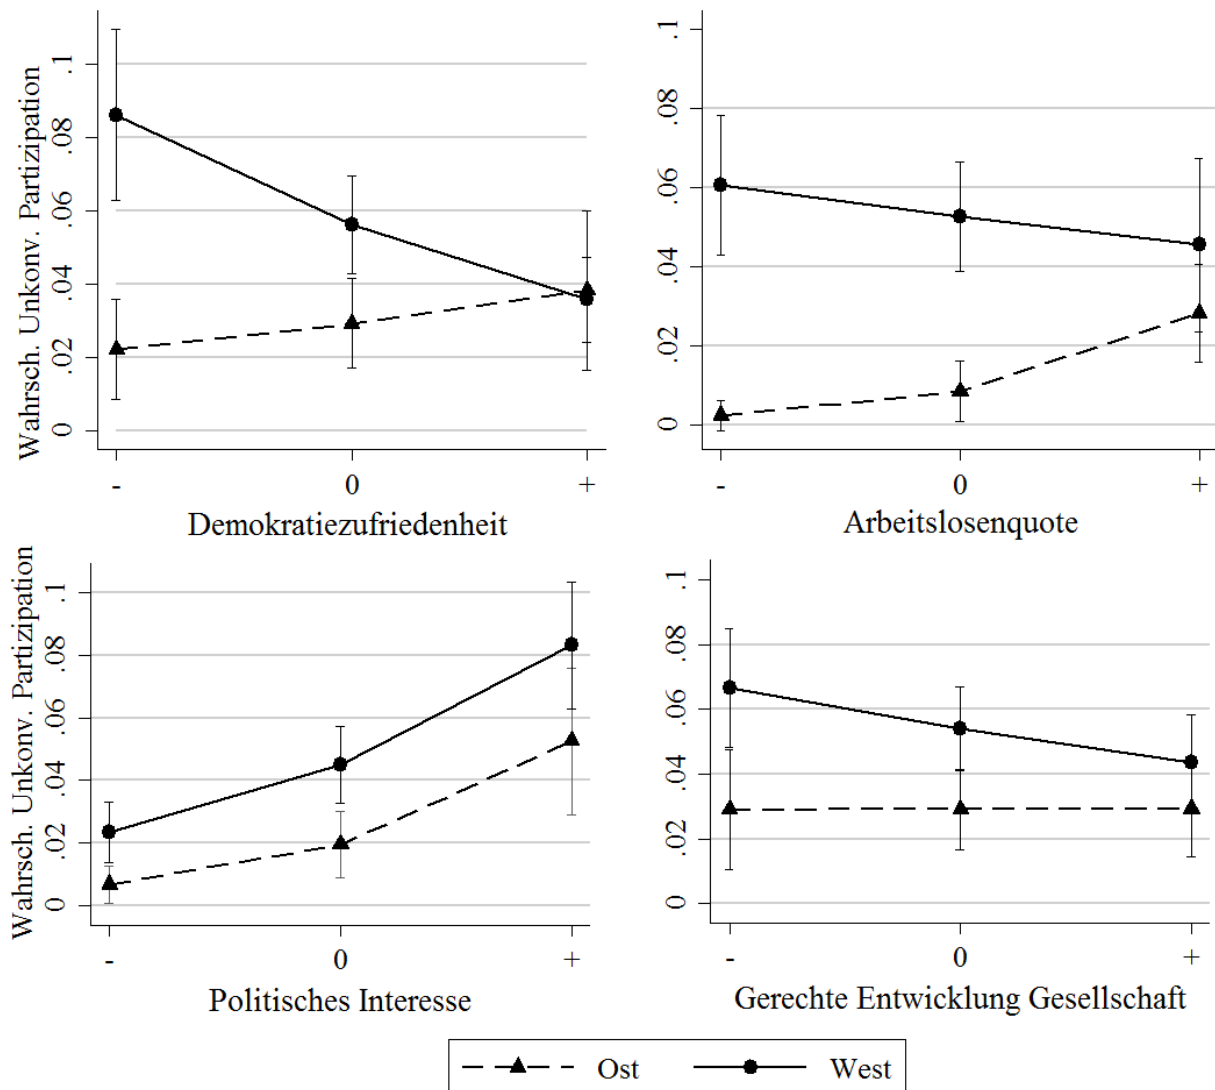 Wahrsch. Unkonv. Partizipation
.1
.08
.06
.04
.02
0
- 0 +
Demokratiezufriedenheit
.1
.08
.06
.04
.02
0
- 0 +
Arbeitslosenquote
Wahrsch. Unkonv. Partizipation
.1
.08
.06
.04
.02
0
- 0 +
Politisches Interesse
.1
.08
.06
.04
.02
0
- 0 +
Gerechte Entwicklung Gesellschaft
Ost West